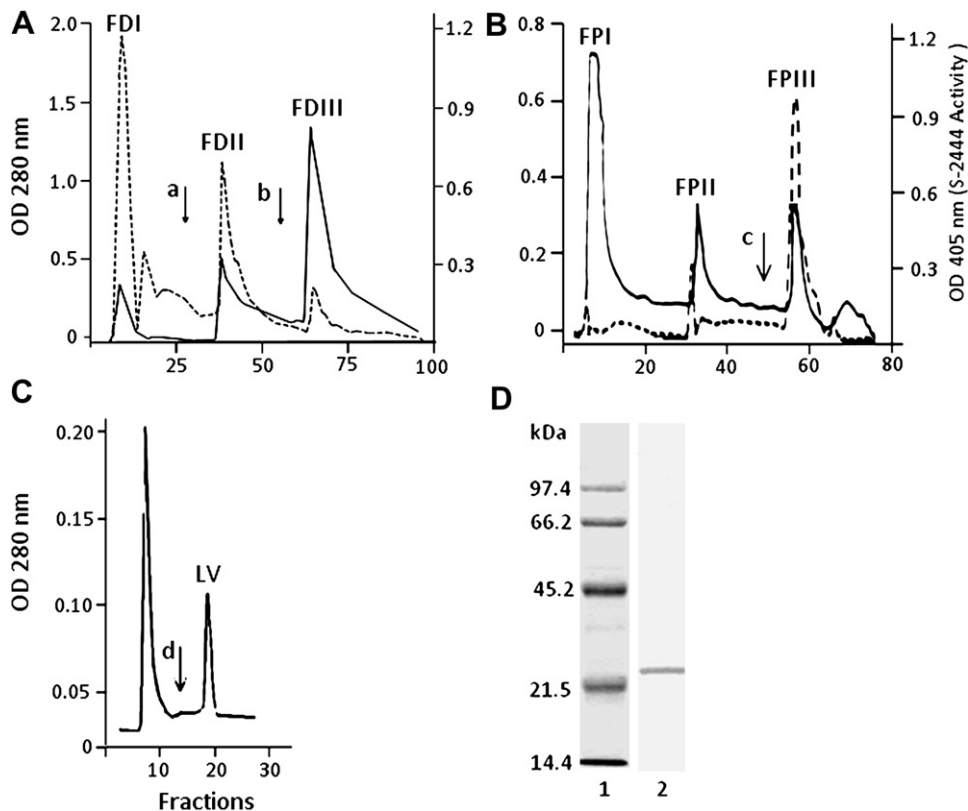 A
FDI
FDII
FDIII
a
b
OD 280 nm
2.0
1.5
1.0
0.5
0
1.2
0.9
0.6
0.3
25
50
75
100
B
FPI
FPII
FPIII
c
0.8
0.6
0.4
0.2
0
1.2
0.9
0.6
0.3
OD 405 nm (S-2444 Activity)
20
40
60
80
C
LV
d
OD 280 nm
0.20
0.15
0.10
0.05
0
10
20
30
Fractions
D
kDa
97.4
66.2
45.2
21.5
14.4
1
2